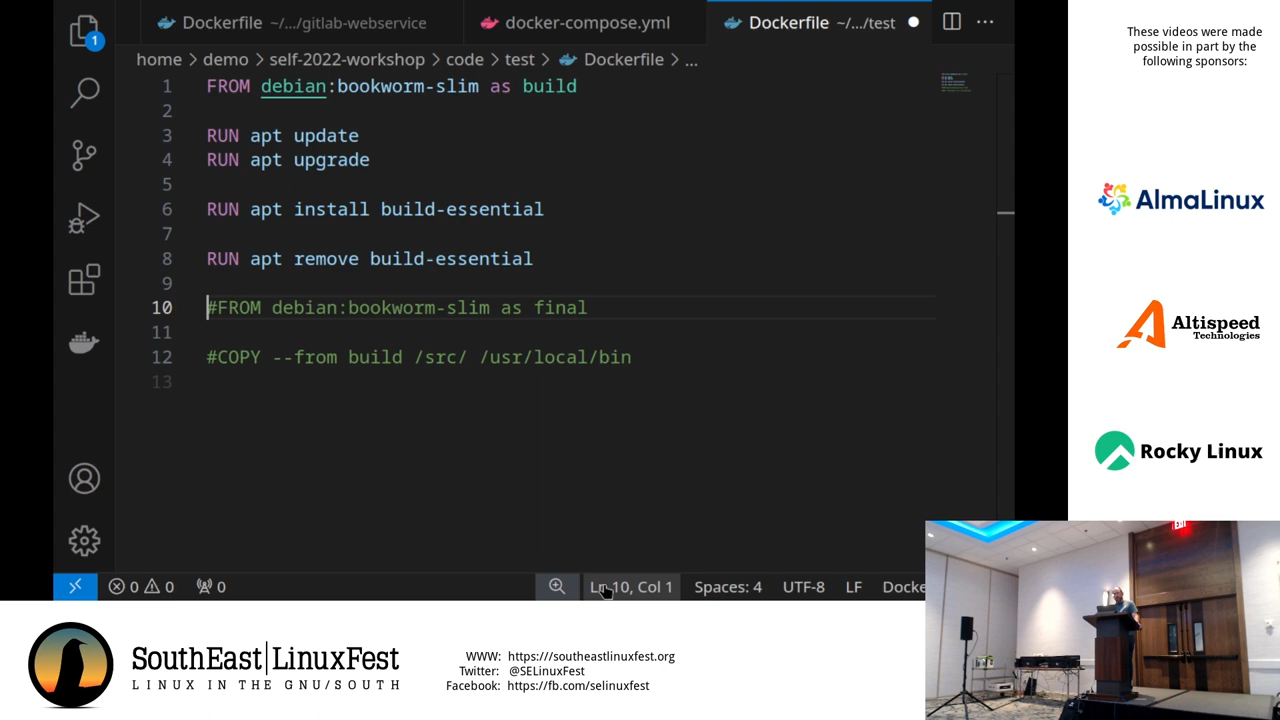 Dockerfile ~/.../gitlab-webservice
docker-compose.yml
Dockerfile ~/.../test
1
home > demo > self-2022-workshop > code > test > Dockerfile > ...
1 FROM debian:bookworm-slim as build
2
3 RUN apt update
4 RUN apt upgrade
5
6 RUN apt install build-essential
7
8 RUN apt remove build-essential
9
10 #FROM debian:bookworm-slim as final
11
12 #COPY --from build /src/ /usr/local/bin
13
0 0 0 Ln 10, Col 1 Spaces: 4 UTF-8 LF Docke
These videos were made
possible in part by the
following sponsors:
AlmaLinux
Altispeed
Technologies
Rocky Linux
EXIT
SouthEast|LinuxFest
LINUX IN THE GNU/SOUTH
WWW: https:///southeastlinuxfest.org
Twitter: @SELinuxFest
Facebook: https://fb.com/selinuxfest